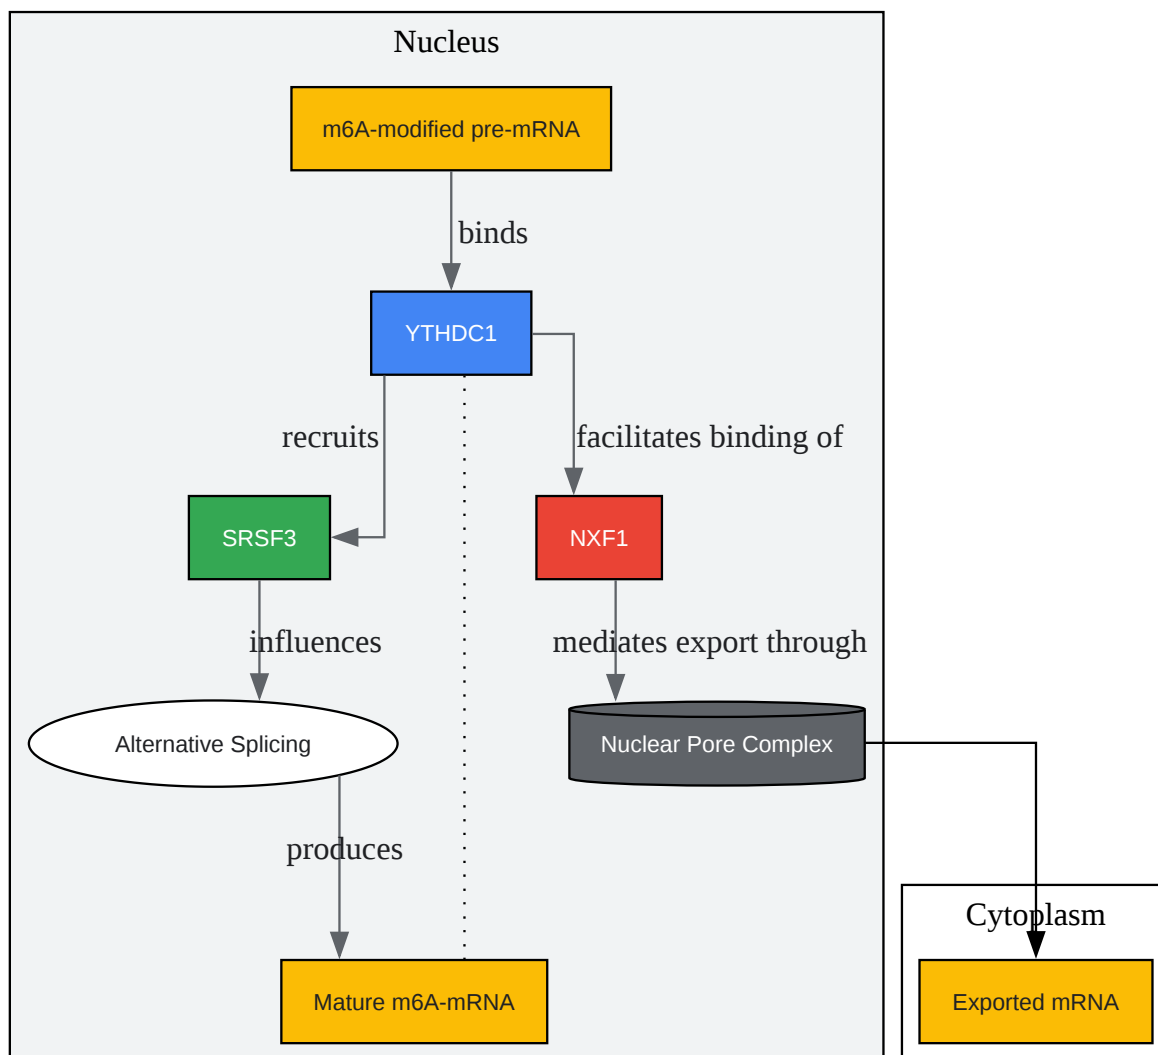 Nucleus
m6A-modified pre-mRNA
binds
YTHDC1
recruits
facilitates binding of
SRSF3
NXF1
influences
mediates export through
Alternative Splicing
Nuclear Pore Complex
produces
Cytoplasm
Mature m6A-mRNA
Exported mRNA